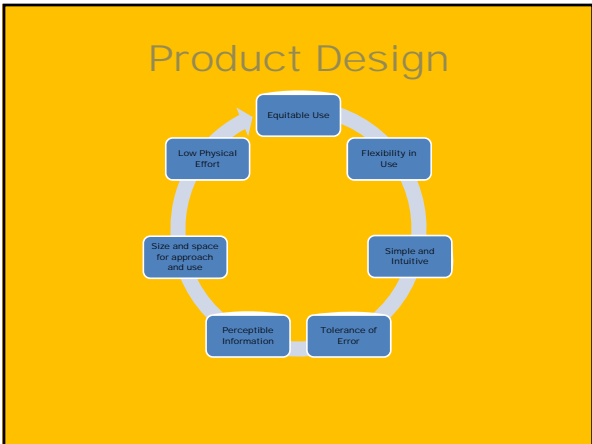 Product Design
Equitable Use
Flexibility in
Use
Simple and
Intuitive
Tolerance of
Error
Perceptible
Information
Size and space
for approach
and use
Low Physical
Effort